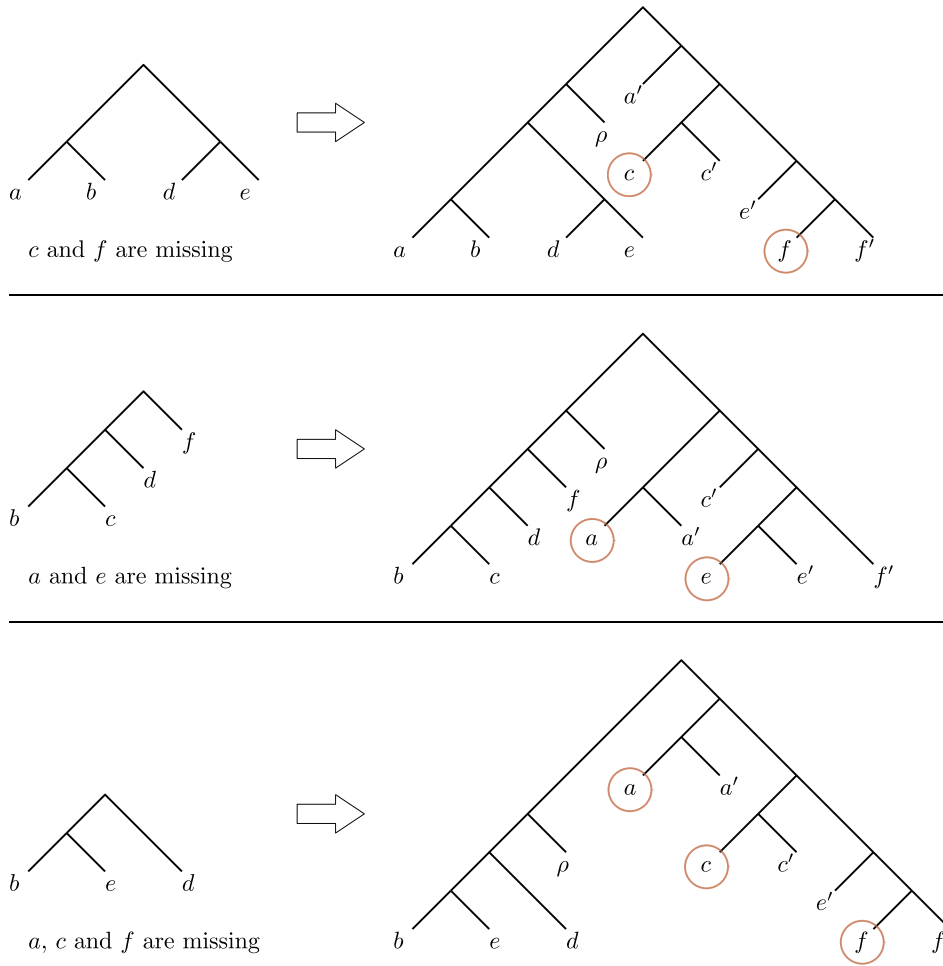 a′
ρ
c
c′
a
b
d
e
e′
a
b
d
e
f
f′
c and f are missing
f
ρ
d
f
c′
b
c
d
a
a′
b
c
e
e′
f′
a and e are missing
a
a′
b
e
d
ρ
c
c′
e′
b
e
d
f
f
a, c and f are missing